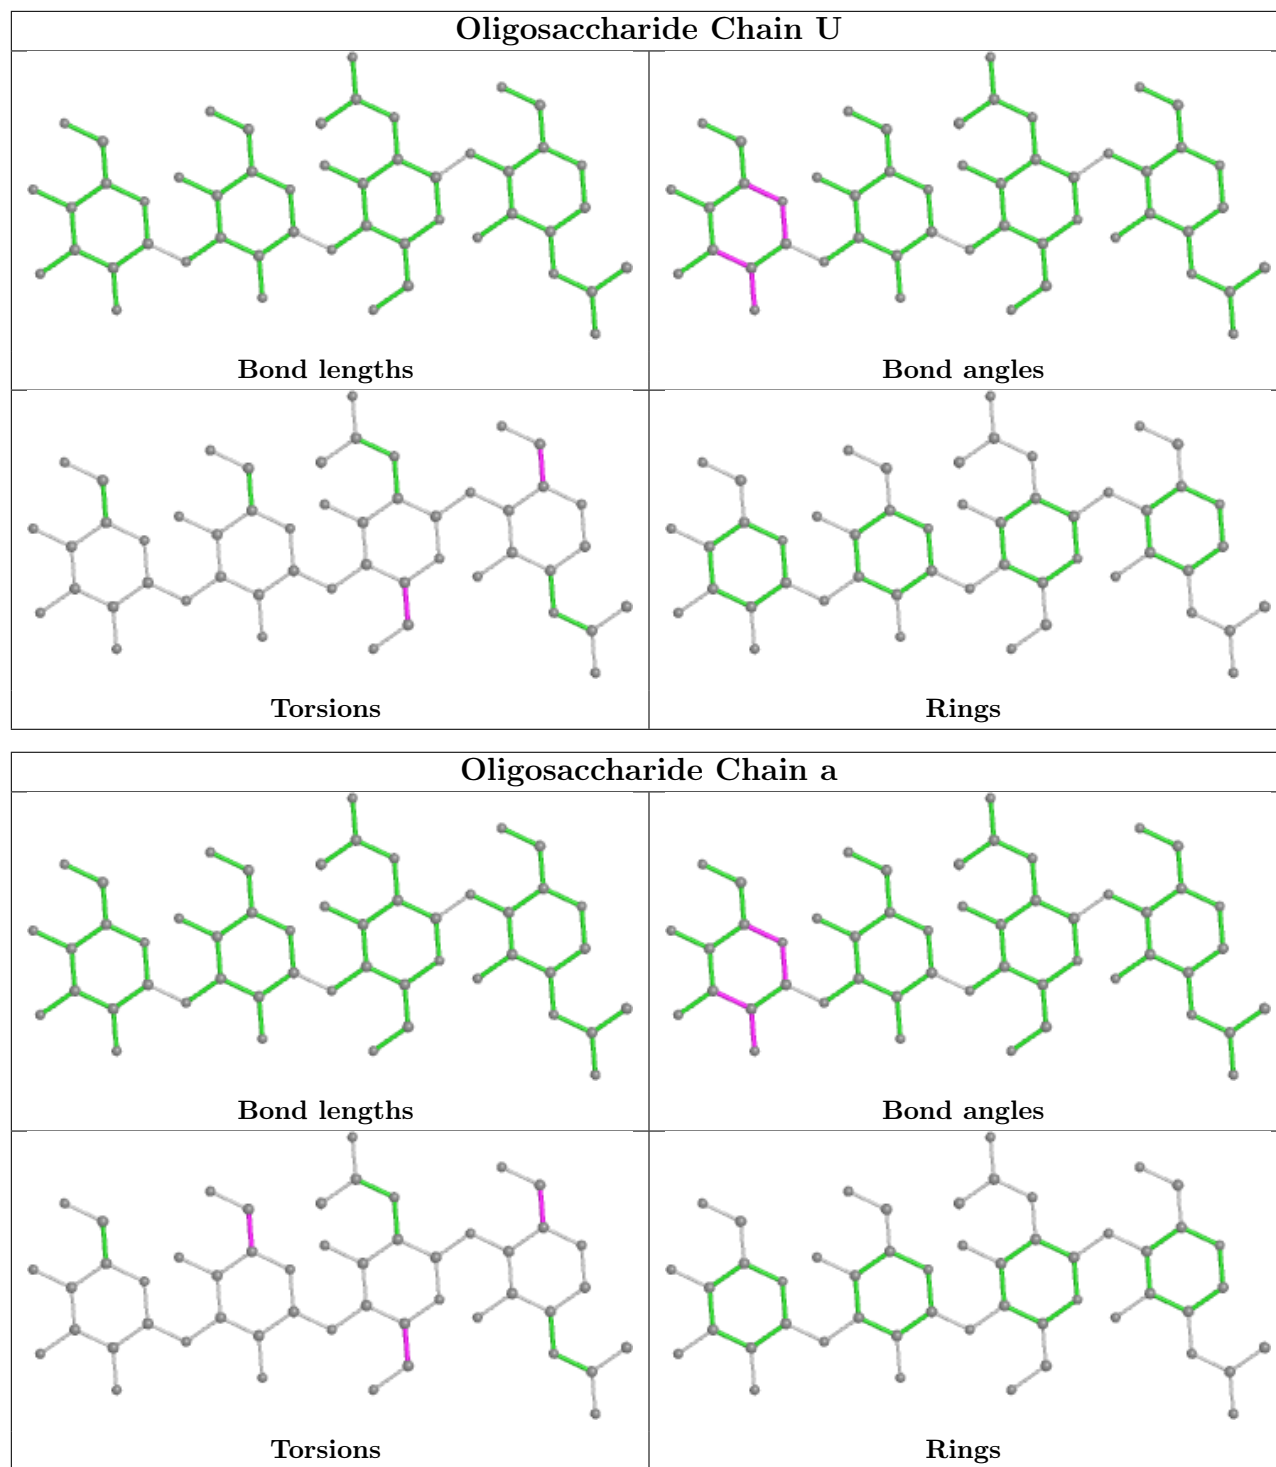 Oligosaccharide Chain U
Bond lengths
Bond angles
Torsions
Rings
Oligosaccharide Chain a
Bond lengths
Bond angles
Torsions
Rings